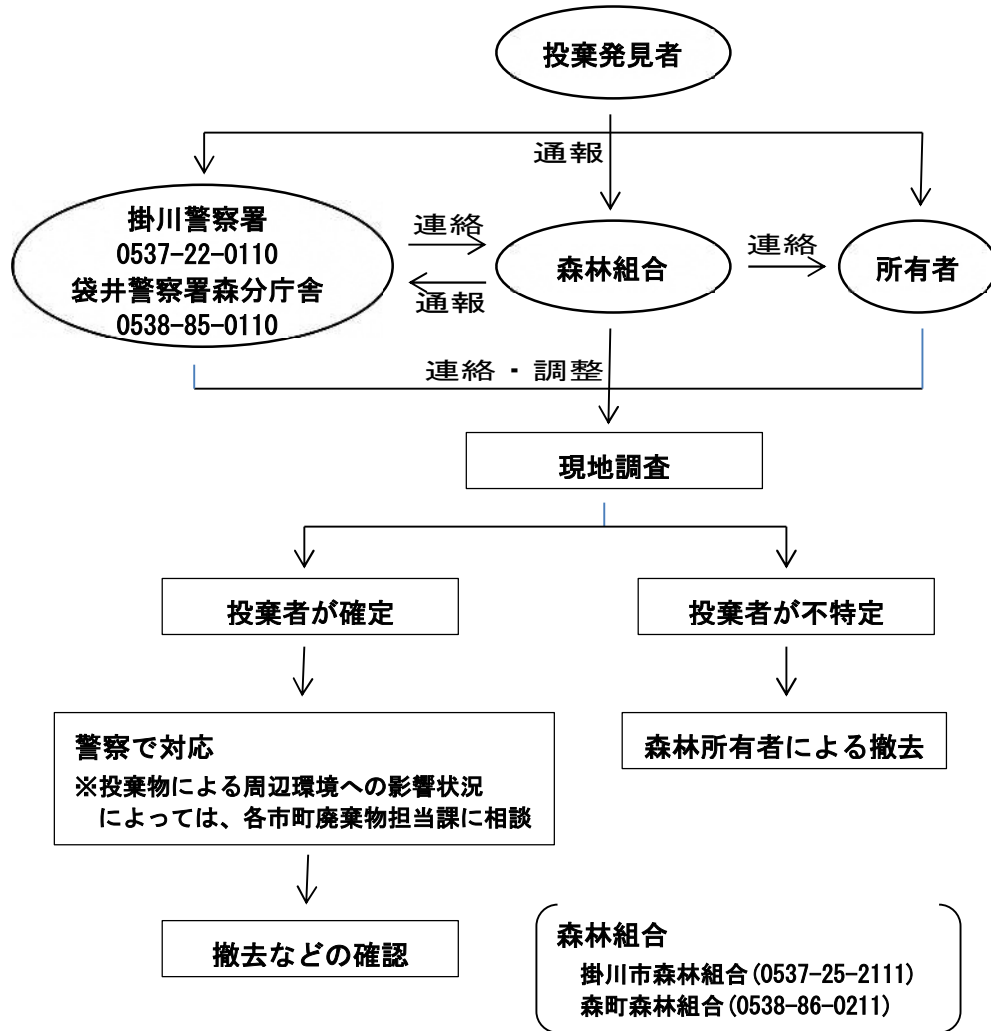 投棄発見者
通報
掛川警察署
0537-22-0110
袋井警察署森分庁舎
0538-85-0110
連絡
通報
森林組合
連絡
所有者
連絡・調整
現地調査
投棄者が確定
投棄者が不特定
警察で対応
※投棄物による周辺環境への影響状況
によっては、各市町廃棄物担当課に相談
森林所有者による撤去
撤去などの確認
森林組合
掛川市森林組合(0537-25-2111)
森町森林組合(0538-86-0211)